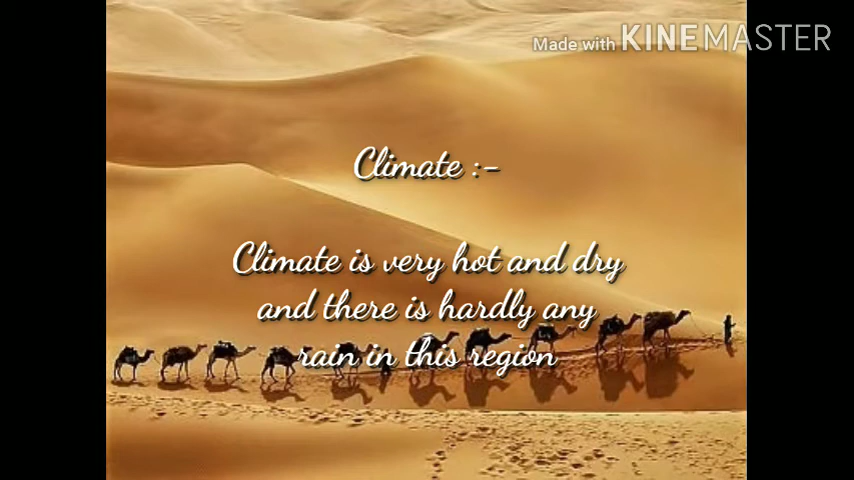 Made with KINEMASTER
Climate :-
Climate is very hot and dry
and there is hardly any
rain in this region